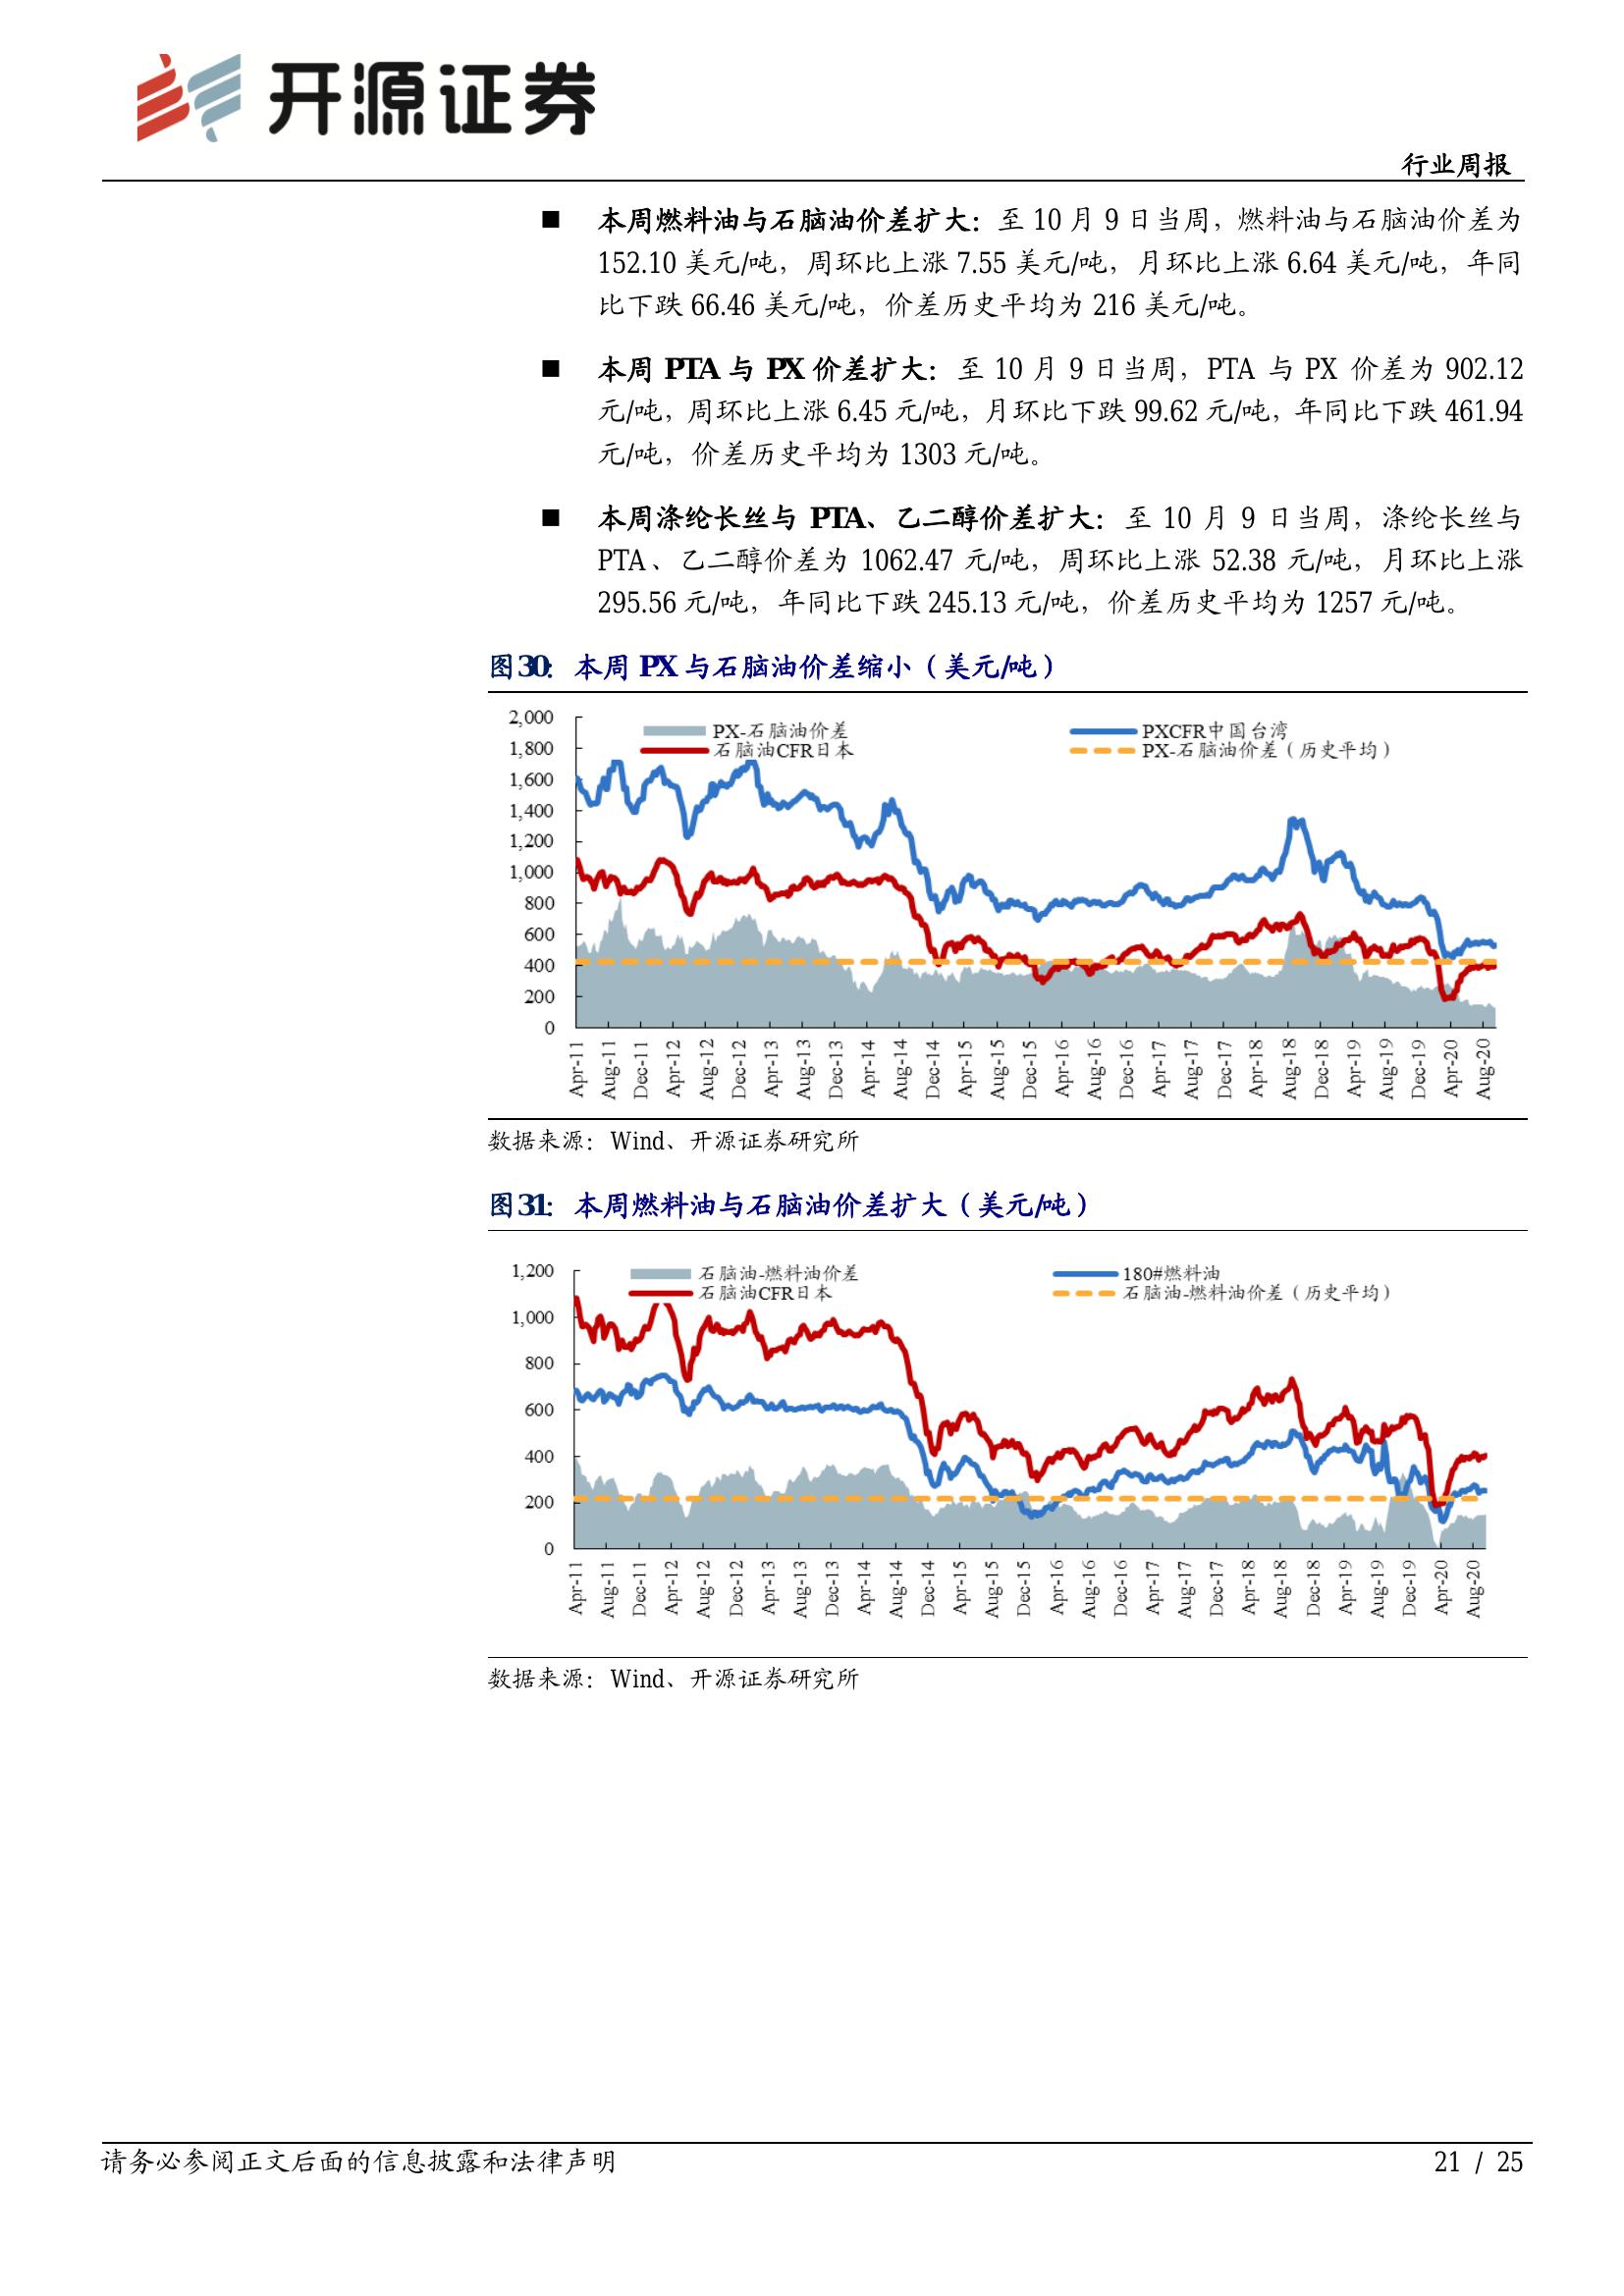 开源证券
行业周报
■ 本周燃料油与石脑油价差扩大：至 10 月 9 日当周，燃料油与石脑油价差为
152.10 美元/吨，周环比上涨 7.55 美元/吨，月环比上涨 6.64 美元/吨，年同
比下跌 66.46 美元/吨，价差历史平均为 216 美元/吨。
■ 本周 PTA 与 PX 价差扩大：至 10 月 9 日当周，PTA 与 PX 价差为 902.12
元/吨，周环比上涨 6.45 元/吨，月环比下跌 99.62 元/吨，年同比下跌 461.94
元/吨，价差历史平均为 1303 元/吨。
■ 本周涤纶长丝与 PTA、乙二醇价差扩大：至 10 月 9 日当周，涤纶长丝与
PTA、乙二醇价差为 1062.47 元/吨，周环比上涨 52.38 元/吨，月环比上涨
295.56 元/吨，年同比下跌 245.13 元/吨，价差历史平均为 1257 元/吨。
图30：本周 PX 与石脑油价差缩小（美元/吨）
PX-石脑油价差 PXCFR中国台湾
石脑油CFR日本 PX-石脑油价差（历史平均）
2,000
1,800
1,600
1,400
1,200
1,000
800
600
400
200
0
Apr-11 Aug-11 Dec-11 Apr-12 Aug-12 Dec-12 Apr-13 Aug-13 Dec-13 Apr-14 Aug-14 Dec-14 Apr-15 Aug-15 Dec-15 Apr-16 Aug-16 Dec-16 Apr-17 Aug-17 Dec-17 Apr-18 Aug-18 Dec-18 Apr-19 Aug-19 Dec-19 Apr-20 Aug-20
数据来源：Wind、开源证券研究所
图31：本周燃料油与石脑油价差扩大（美元/吨）
石脑油-燃料油价差 180#燃料油
石脑油CFR日本 石脑油-燃料油价差（历史平均）
1,200
1,000
800
600
400
200
0
Apr-11 Aug-11 Dec-11 Apr-12 Aug-12 Dec-12 Apr-13 Aug-13 Dec-13 Apr-14 Aug-14 Dec-14 Apr-15 Aug-15 Dec-15 Apr-16 Aug-16 Dec-16 Apr-17 Aug-17 Dec-17 Apr-18 Aug-18 Dec-18 Apr-19 Aug-19 Dec-19 Apr-20 Aug-20
数据来源：Wind、开源证券研究所
请务必参阅正文后面的信息披露和法律声明
21 / 25